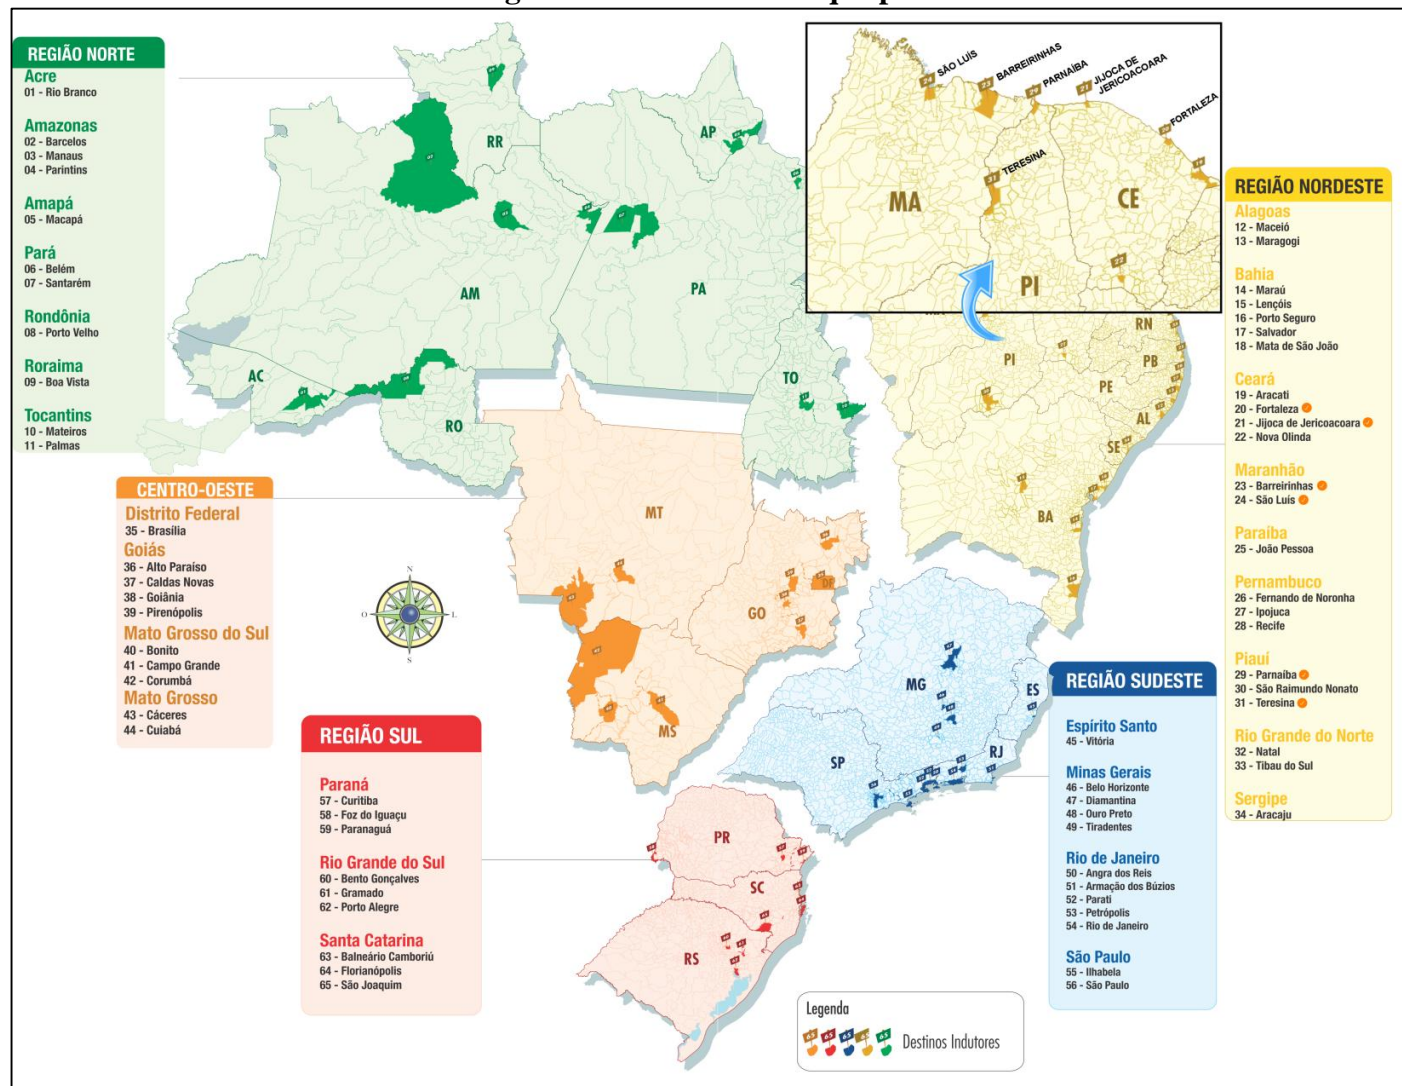 REGIÃO NORTE
Acre
01 - Rio Branco
Amazonas
02 - Barcelos
03 - Manaus
04 - Parintins
Amapá
05 - Macapá
Pará
06 - Belém
07 - Santarém
Rondônia
08 - Porto Velho
Roraima
09 - Boa Vista
Tocantins
10 - Mateiros
11 - Palmas
CENTRO-OESTE
Distrito Federal
35 - Brasília
Goiás
36 - Alto Paraíso
37 - Caldas Novas
38 - Goiânia
39 - Pirenópolis
Mato Grosso do Sul
40 - Bonito
41 - Campo Grande
42 - Corumbá
Mato Grosso
43 - Cáceres
44 - Cuiabá
REGIÃO SUL
Paraná
57 - Curitiba
58 - Foz do Iguaçu
59 - Paranaguá
Rio Grande do Sul
60 - Bento Gonçalves
61 - Gramado
62 - Porto Alegre
Santa Catarina
63 - Balneário Camboriú
64 - Florianópolis
65 - São Joaquim
REGIÃO NORDESTE
Alagoas
12 - Maceió
13 - Maragogi
Bahia
14 - Maraú
15 - Lençóis
16 - Porto Seguro
17 - Salvador
18 - Mata de São João
Ceará
19 - Aracati
20 - Fortaleza
21 - Jijoca de Jericoacoara
22 - Nova Olinda
Maranhão
23 - Barreirinhas
24 - São Luís
Paraíba
25 - João Pessoa
Pernambuco
26 - Fernando de Noronha
27 - Ipojuca
28 - Recife
Piauí
29 - Parnaíba
30 - São Raimundo Nonato
31 - Teresina
Rio Grande do Norte
32 - Natal
33 - Tibau do Sul
Sergipe
34 - Aracaju
REGIÃO SUDESTE
Espírito Santo
45 - Vitória
Minas Gerais
46 - Belo Horizonte
47 - Diamantina
48 - Ouro Preto
49 - Tiradentes
Rio de Janeiro
50 - Angra dos Reis
51 - Armação dos Búzios
52 - Parati
53 - Petrópolis
54 - Rio de Janeiro
São Paulo
55 - Ilhabela
56 - São Paulo
SÃO LUÍS
BARREIRINHAS
PARNAÍBA
JIJOCA DE
JERICOACOARA
FORTALEZA
TERESINA
MA
CE
PI
RR
AP
AM
PA
AC
RO
TO
PI
RN
PB
PE
AL
SE
BA
MT
GO
DF
MS
MG
ES
SP
RJ
PR
SC
RS
N
O
L
S
Legenda
Destinos Indutores